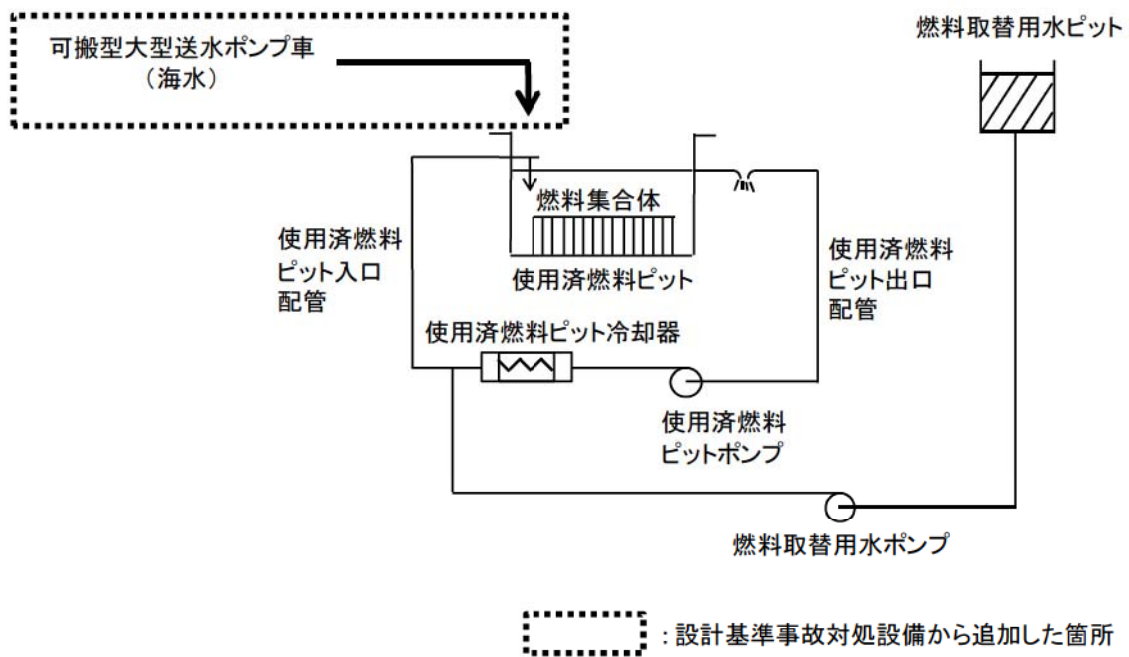 可搬型大型送水ポンプ車
（海水）
燃料取替用水ピット
燃料集合体
使用済燃料
ピット入口
配管
使用済燃料ピット
使用済燃料
ピット出口
配管
使用済燃料ピット冷却器
使用済燃料
ピットポンプ
燃料取替用水ポンプ
：設計基準事故対処設備から追加した箇所